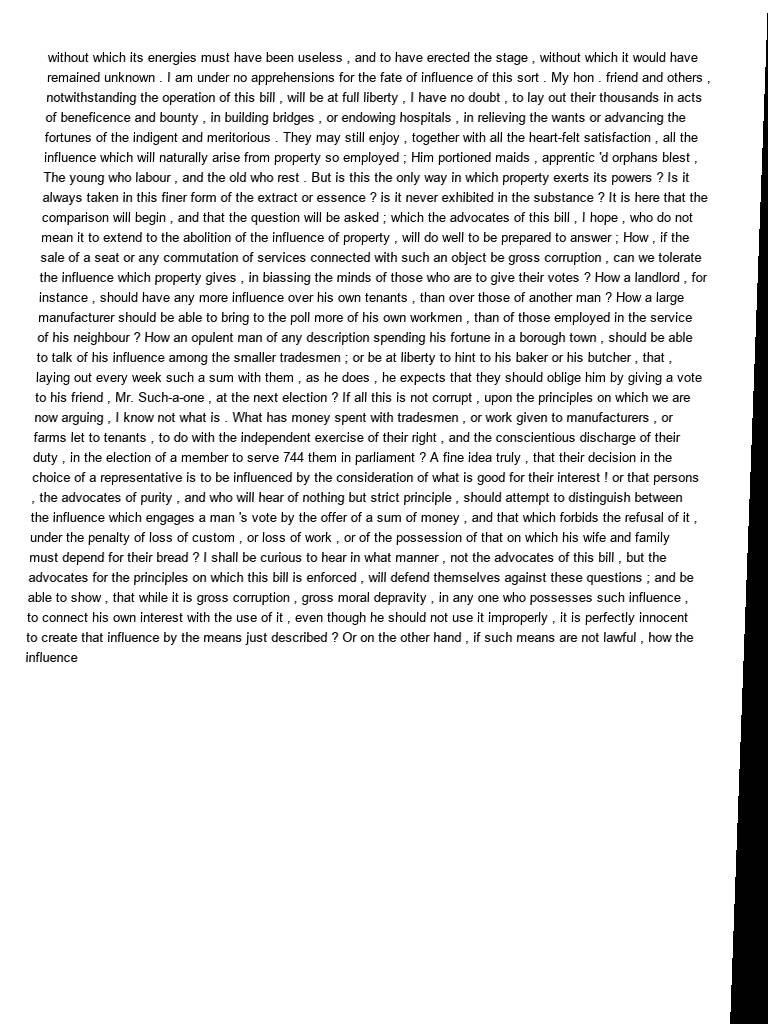 without which its energies must have been useless , and to have erected the stage , without which it would have
remained unknown . I am under no apprehensions for the fate of influence of this sort . My hon . friend and others ,
notwithstanding the operation of this bill , will be at full liberty , I have no doubt , to lay out their thousands in acts
of beneficence and bounty , in building bridges , or endowing hospitals , in relieving the wants or advancing the
fortunes of the indigent and meritorious . They may still enjoy , together with all the heart-felt satisfaction , all the
influence which will naturally arise from property so employed ; Him portioned maids , apprentic 'd orphans blest ,
The young who labour , and the old who rest . But is this the only way in which property exerts its powers ? Is it
always taken in this finer form of the extract or essence ? is it never exhibited in the substance ? It is here that the
comparison will begin , and that the question will be asked ; which the advocates of this bill , I hope , who do not
mean it to extend to the abolition of the influence of property , will do well to be prepared to answer ; How , if the
sale of a seat or any commutation of services connected with such an object be gross corruption , can we tolerate
the influence which property gives , in biassing the minds of those who are to give their votes ? How a landlord , for
instance , should have any more influence over his own tenants , than over those of another man ? How a large
manufacturer should be able to bring to the poll more of his own workmen , than of those employed in the service
of his neighbour ? How an opulent man of any description spending his fortune in a borough town , should be able
to talk of his influence among the smaller tradesmen ; or be at liberty to hint to his baker or his butcher , that ,
laying out every week such a sum with them , as he does , he expects that they should oblige him by giving a vote
to his friend , Mr. Such-a-one , at the next election ? If all this is not corrupt , upon the principles on which we are
now arguing , I know not what is . What has money spent with tradesmen , or work given to manufacturers , or
farms let to tenants , to do with the independent exercise of their right , and the conscientious discharge of their
duty , in the election of a member to serve 744 them in parliament ? A fine idea truly , that their decision in the
choice of a representative is to be influenced by the consideration of what is good for their interest ! or that persons
, the advocates of purity , and who will hear of nothing but strict principle , should attempt to distinguish between
the influence which engages a man 's vote by the offer of a sum of money , and that which forbids the refusal of it ,
under the penalty of loss of custom , or loss of work , or of the possession of that on which his wife and family
must depend for their bread ? I shall be curious to hear in what manner , not the advocates of this bill , but the
advocates for the principles on which this bill is enforced , will defend themselves against these questions ; and be
able to show , that while it is gross corruption , gross moral depravity , in any one who possesses such influence ,
to connect his own interest with the use of it , even though he should not use it improperly , it is perfectly innocent
to create that influence by the means just described ? Or on the other hand , if such means are not lawful , how the
influence